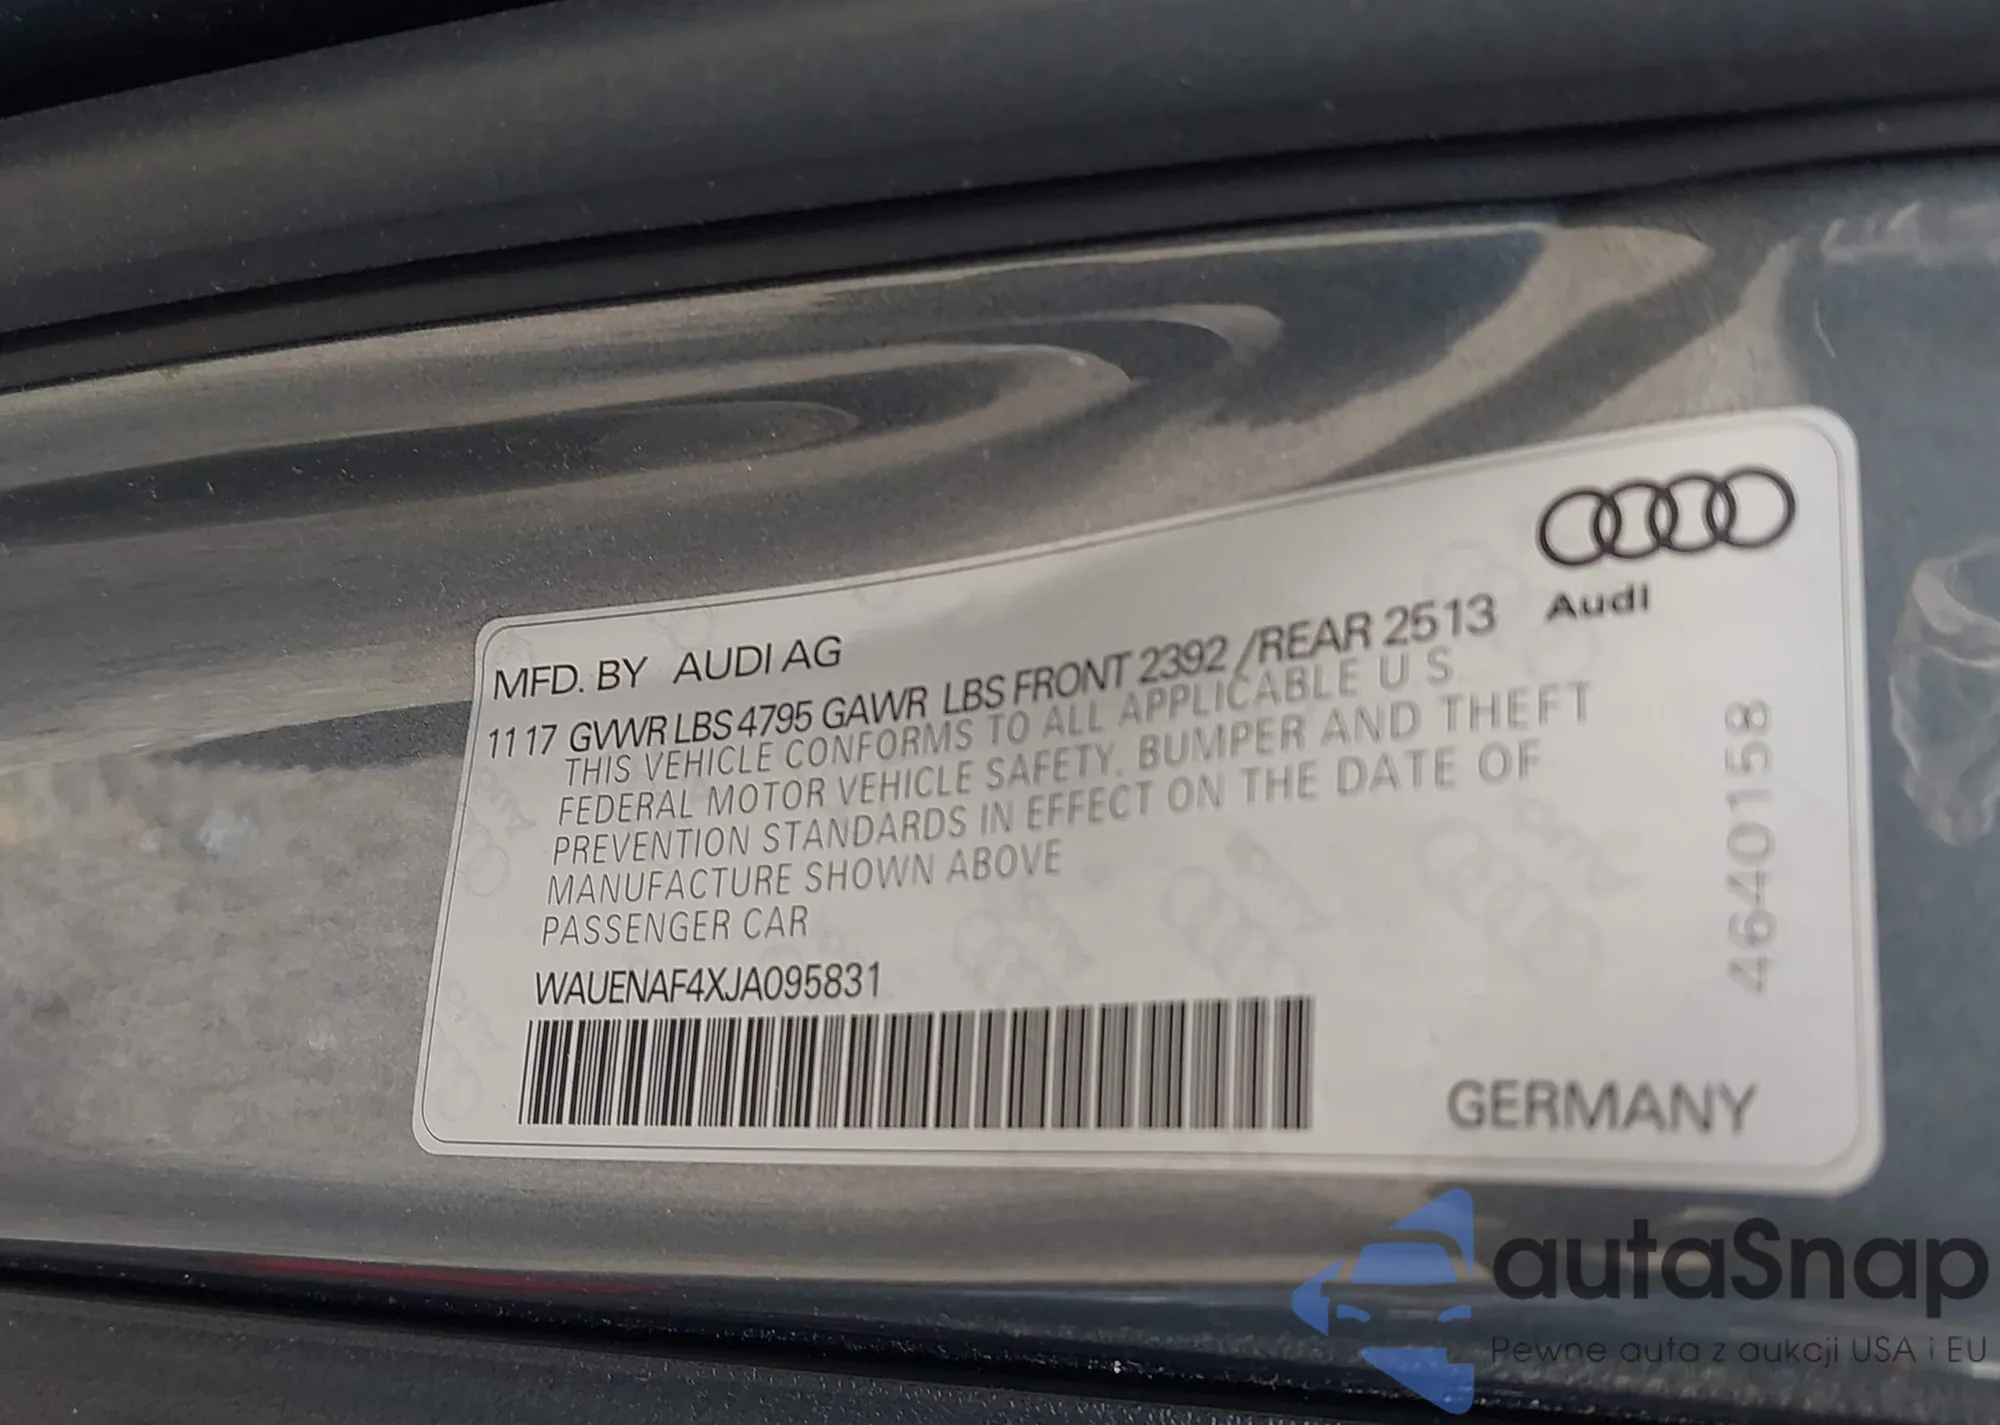 Audi
MFD. BY AUDI AG
11 17 GVWR LBS 4795 GAWR LBS FRONT 2392 /REAR 2513
THIS VEHICLE CONFORMS TO ALL APPLICABLE U S
FEDERAL MOTOR VEHICLE SAFETY, BUMPER AND THEFT
PREVENTION STANDARDS IN EFFECT ON THE DATE OF
MANUFACTURE SHOWN ABOVE
PASSENGER CAR
WAUENAF4XJA095831
GERMANY
46440158
autaSnap
Pewne auta z aukcji USA i EU